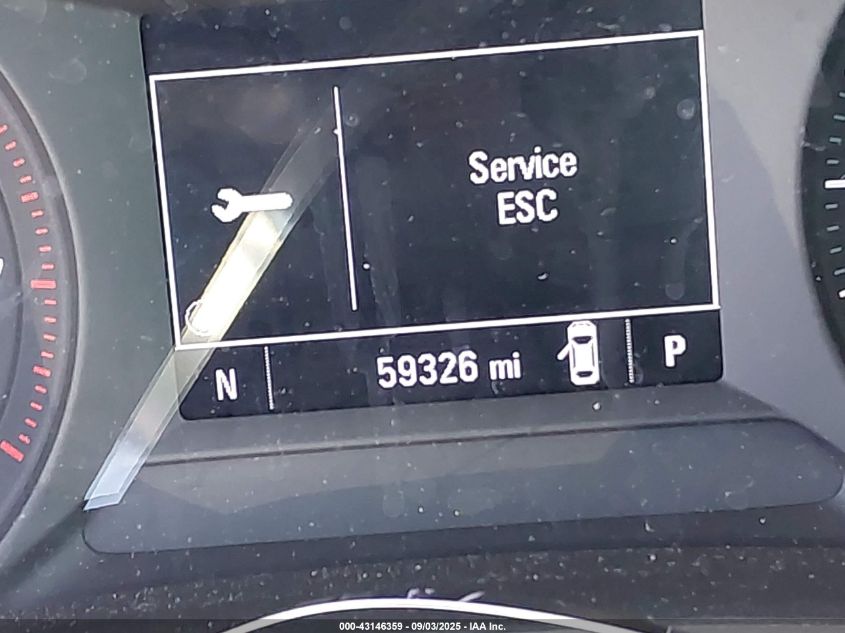 Service
ESC
N 59326 mi P
000-43146359 - 09/03/2025 - IAA Inc.